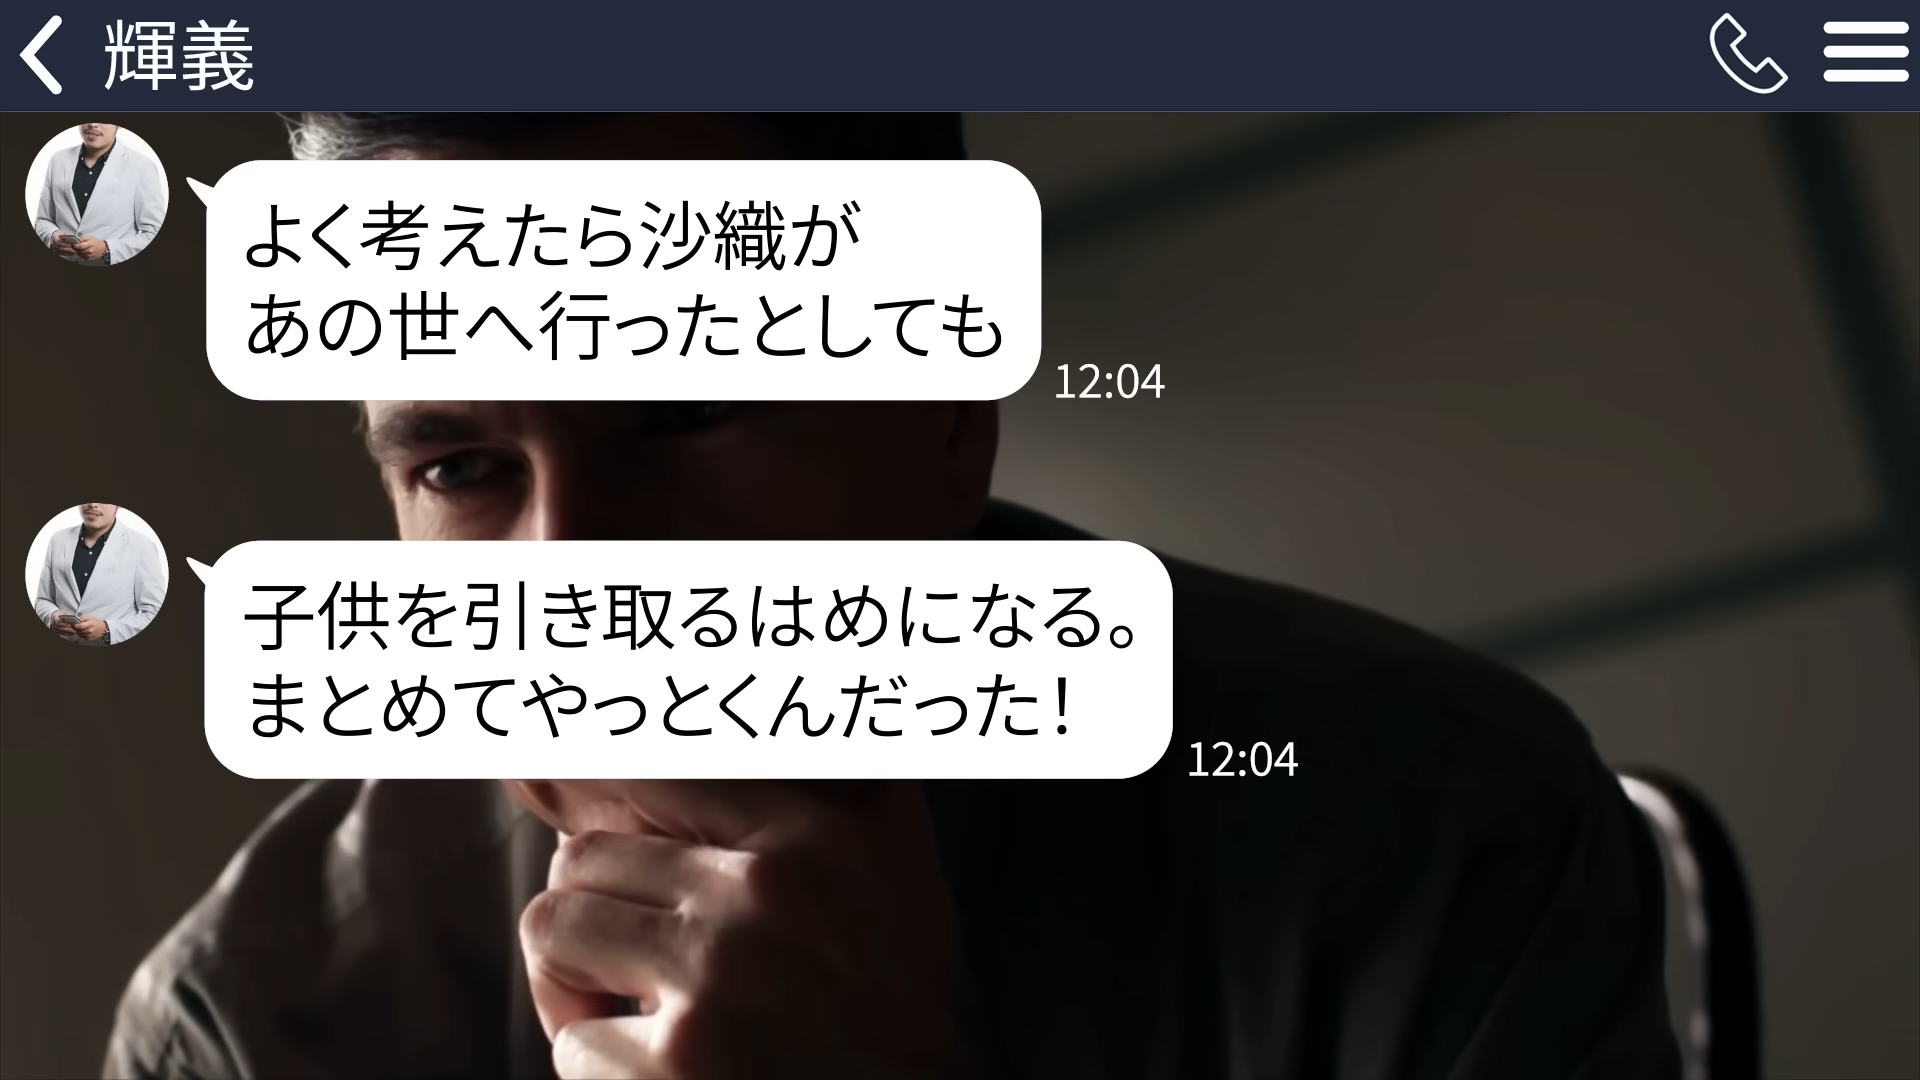 輝義
よく考えたら沙織が
あの世へ行ったとしても
12:04
子供を引き取るはめになる。
まとめてやっとくんだった！
12:04